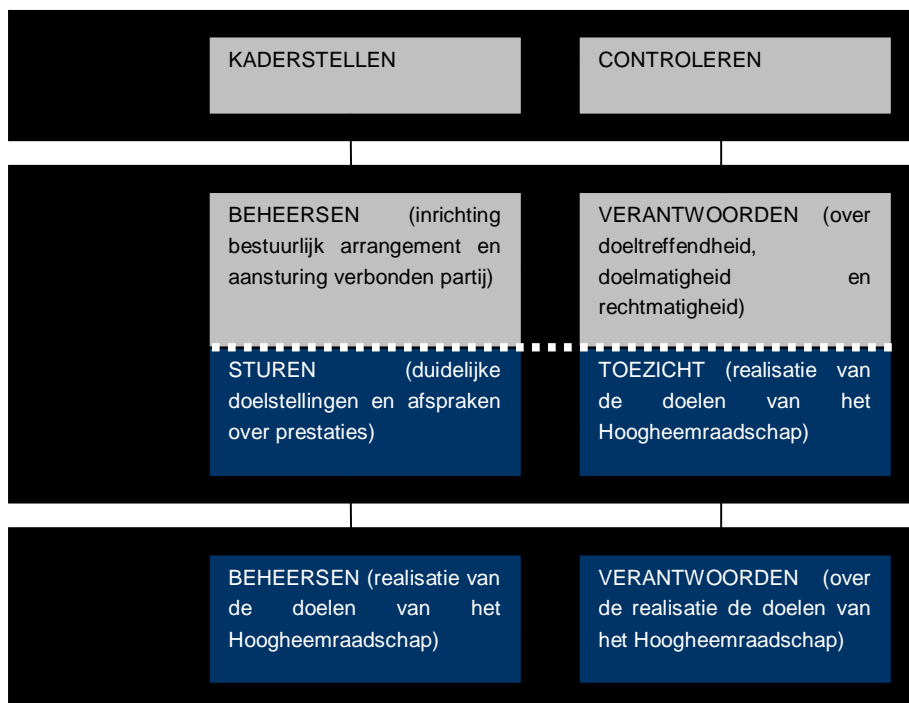 KADERSTELLEN
CONTROLEREN
BEHEERSEN (inrichting
bestuurlijk arrangement en
aansturing verbonden partij)
VERANTWOORDEN (over
doeltreffendheid,
doelmatigheid en
rechtmatigheid)
STUREN (duidelijke
doelstellingen en afspraken
over prestaties)
TOEZICHT (realisatie van
de doelen van het
Hoogheemraadschap)
BEHEERSEN (realisatie van
de doelen van het
Hoogheemraadschap)
VERANTWOORDEN (over
de realisatie de doelen van
het Hoogheemraadschap)